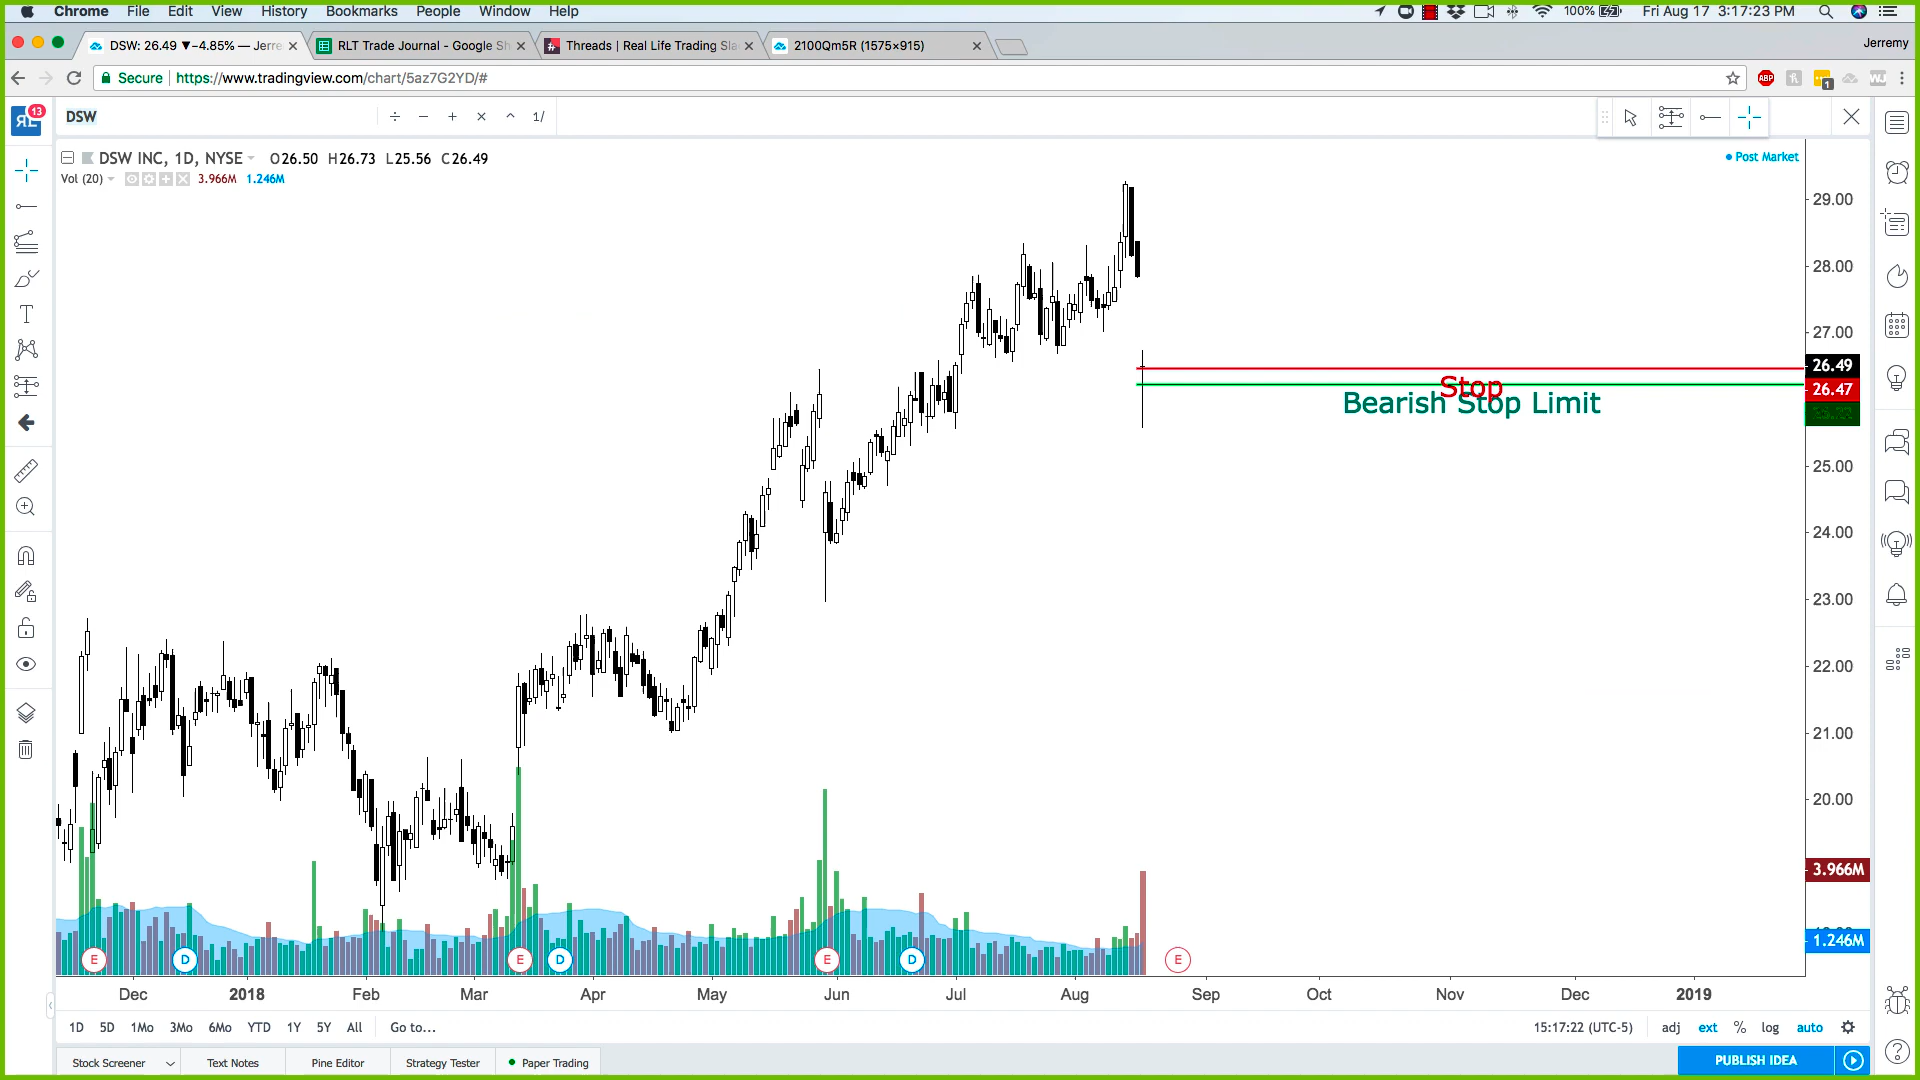 Chrome File Edit View History Bookmarks People Window Help 100% Fri Aug 17 3:17:23 PM
DSW: 26.49 ▼−4.85% — Jerre
RLT Trade Journal - Google Sh
Threads | Real Life Trading Sla
2100Qm5R (1575×915)
Jerremy
Secure https://www.tradingview.com/chart/5az7G2YD/#
ABP
1
13
DSW
÷ − + × ^ 1/
DSW INC, 1D, NYSE O26.50 H26.73 L25.56 C26.49
Post Market
Vol (20) 3.966M 1.246M
29.00
28.00
27.00
26.49
Stop
26.47
Bearish Stop Limit
25.00
24.00
23.00
22.00
21.00
20.00
3.966M
1.246M
E D E D E D E
Dec 2018 Feb Mar Apr May Jun Jul Aug Sep Oct Nov Dec 2019
1D 5D 1Mo 3Mo 6Mo YTD 1Y 5Y All Go to... 15:17:22 (UTC-5) adj ext % log auto
Stock Screener Text Notes Pine Editor Strategy Tester Paper Trading PUBLISH IDEA